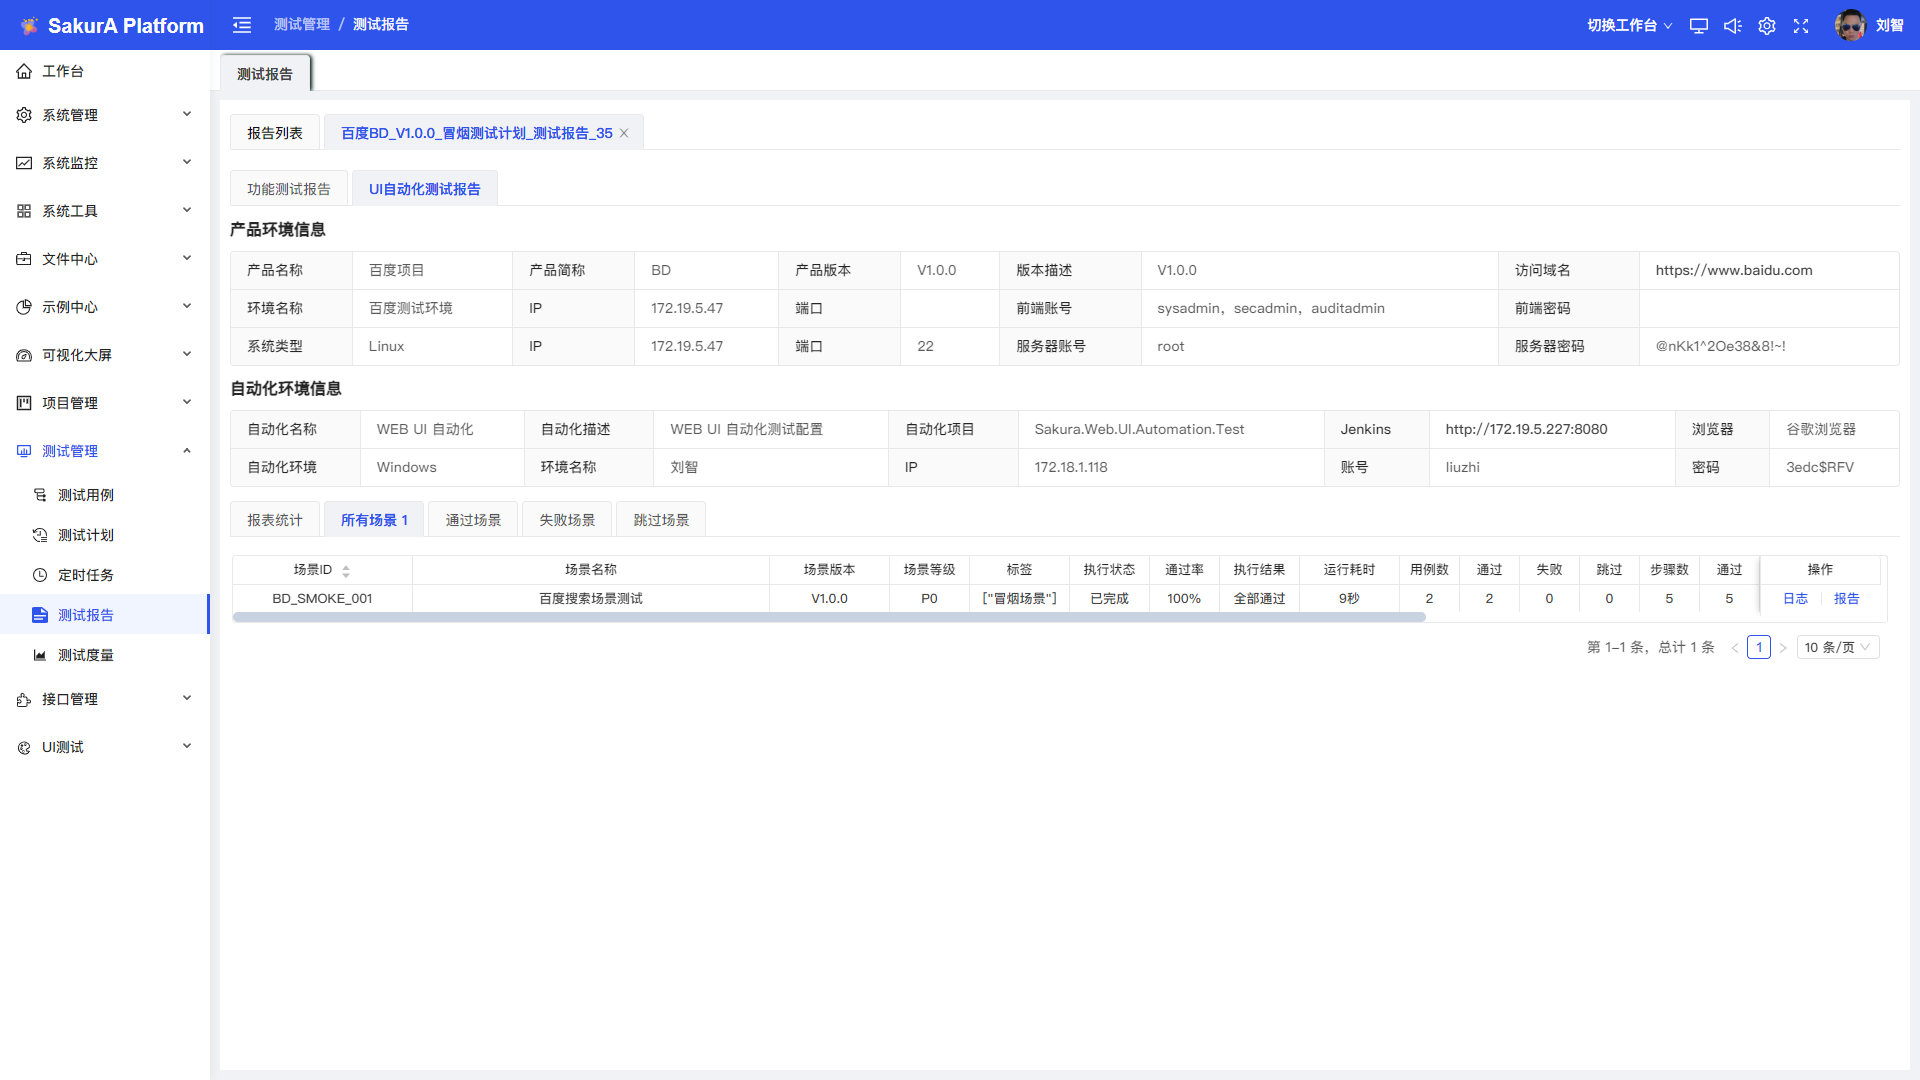 SakurA Platform
测试管理 / 测试报告
切换工作台
刘智
工作台
系统管理
系统监控
系统工具
文件中心
示例中心
可视化大屏
项目管理
测试管理
测试用例
测试计划
定时任务
测试报告
测试度量
接口管理
UI测试
测试报告
报告列表 百度BD_V1.0.0_冒烟测试计划_测试报告_35
功能测试报告 UI自动化测试报告
产品环境信息
产品名称 百度项目 产品简称 BD 产品版本 V1.0.0 版本描述 V1.0.0 访问域名 https://www.baidu.com
环境名称 百度测试环境 IP 172.19.5.47 端口 前端账号 sysadmin，secadmin，auditadmin 前端密码
系统类型 Linux IP 172.19.5.47 端口 22 服务器账号 root 服务器密码 @nKk1^2Oe38&8!~!
自动化环境信息
自动化名称 WEB UI 自动化 自动化描述 WEB UI 自动化测试配置 自动化项目 Sakura.Web.UI.Automation.Test Jenkins http://172.19.5.227:8080 浏览器 谷歌浏览器
自动化环境 Windows 环境名称 刘智 IP 172.18.1.118 账号 liuzhi 密码 3edc$RFV
报表统计 所有场景 1 通过场景 失败场景 跳过场景
场景ID 场景名称 场景版本 场景等级 标签 执行状态 通过率 执行结果 运行耗时 用例数 通过 失败 跳过 步骤数 通过 操作
BD_SMOKE_001 百度搜索场景测试 V1.0.0 P0 ["冒烟场景"] 已完成 100% 全部通过 9秒 2 2 0 0 5 5 日志 报告
第 1-1 条，总计 1 条 1 10 条/页